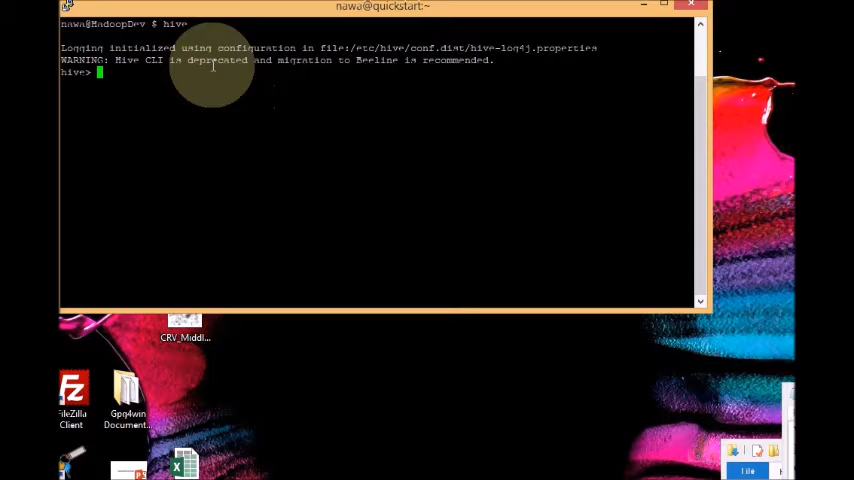 nawa@quickstart:~
nawa@HadoopDev $ hive
Logging initialized using configuration in file:/etc/hive/conf.dist/hive-log4j.properties
WARNING: Hive CLI is deprecated and migration to Beeline is recommended.
hive>
CRV_Middl...
FileZilla
Client
Gpg4win
Document...
File